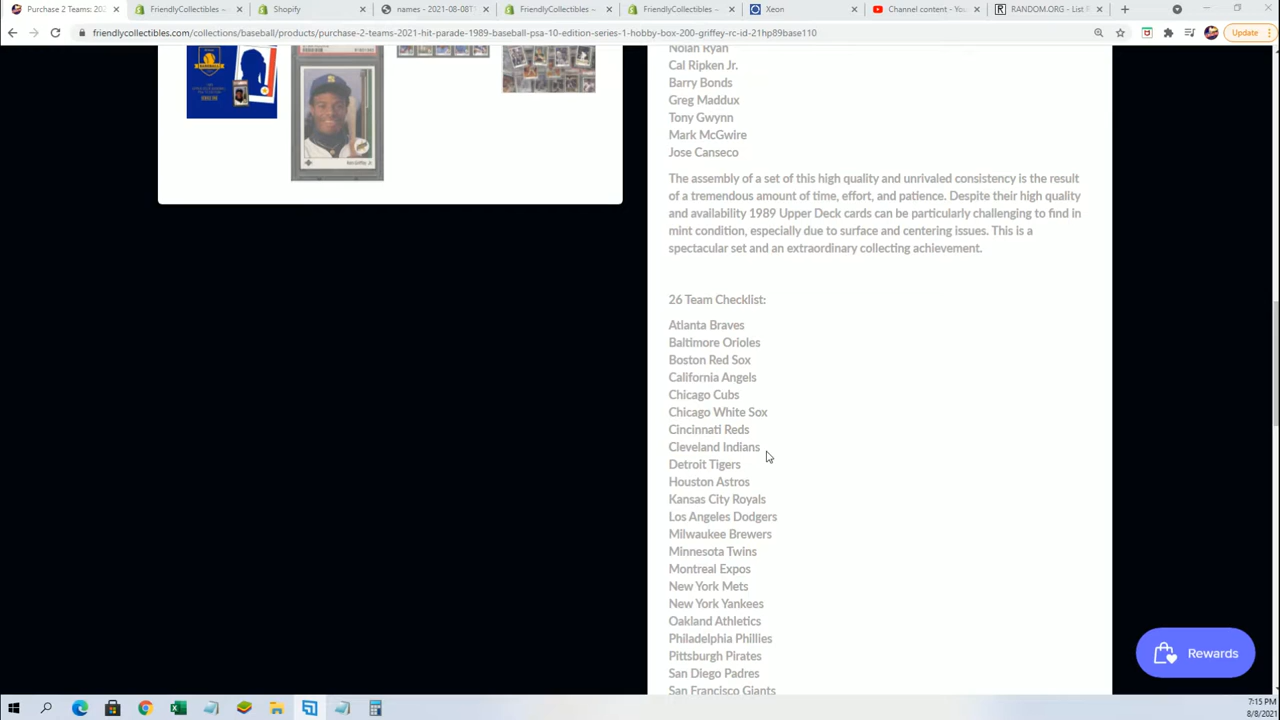 Purchase 2 Teams: 202
FriendlyCollectibles ~
Shopify
names - 2021-08-08T1
FriendlyCollectibles ~
FriendlyCollectibles ~
Xeon
Channel content - You
RANDOM.ORG - List R
friendlycollectibles.com/collections/baseball/products/purchase-2-teams-2021-hit-parade-1989-baseball-psa-10-edition-series-1-hobby-box-200-griffey-rc-id-21hp89base110
Update
Nolan Ryan
Cal Ripken Jr.
Barry Bonds
Greg Maddux
Tony Gwynn
Mark McGwire
Jose Canseco
The assembly of a set of this high quality and unrivaled consistency is the result
of a tremendous amount of time, effort, and patience. Despite their high quality
and availability 1989 Upper Deck cards can be particularly challenging to find in
mint condition, especially due to surface and centering issues. This is a
spectacular set and an extraordinary collecting achievement.
26 Team Checklist:
Atlanta Braves
Baltimore Orioles
Boston Red Sox
California Angels
Chicago Cubs
Chicago White Sox
Cincinnati Reds
Cleveland Indians
Detroit Tigers
Houston Astros
Kansas City Royals
Los Angeles Dodgers
Milwaukee Brewers
Minnesota Twins
Montreal Expos
New York Mets
New York Yankees
Oakland Athletics
Philadelphia Phillies
Pittsburgh Pirates
San Diego Padres
San Francisco Giants
Rewards
7:15 PM
8/8/2021